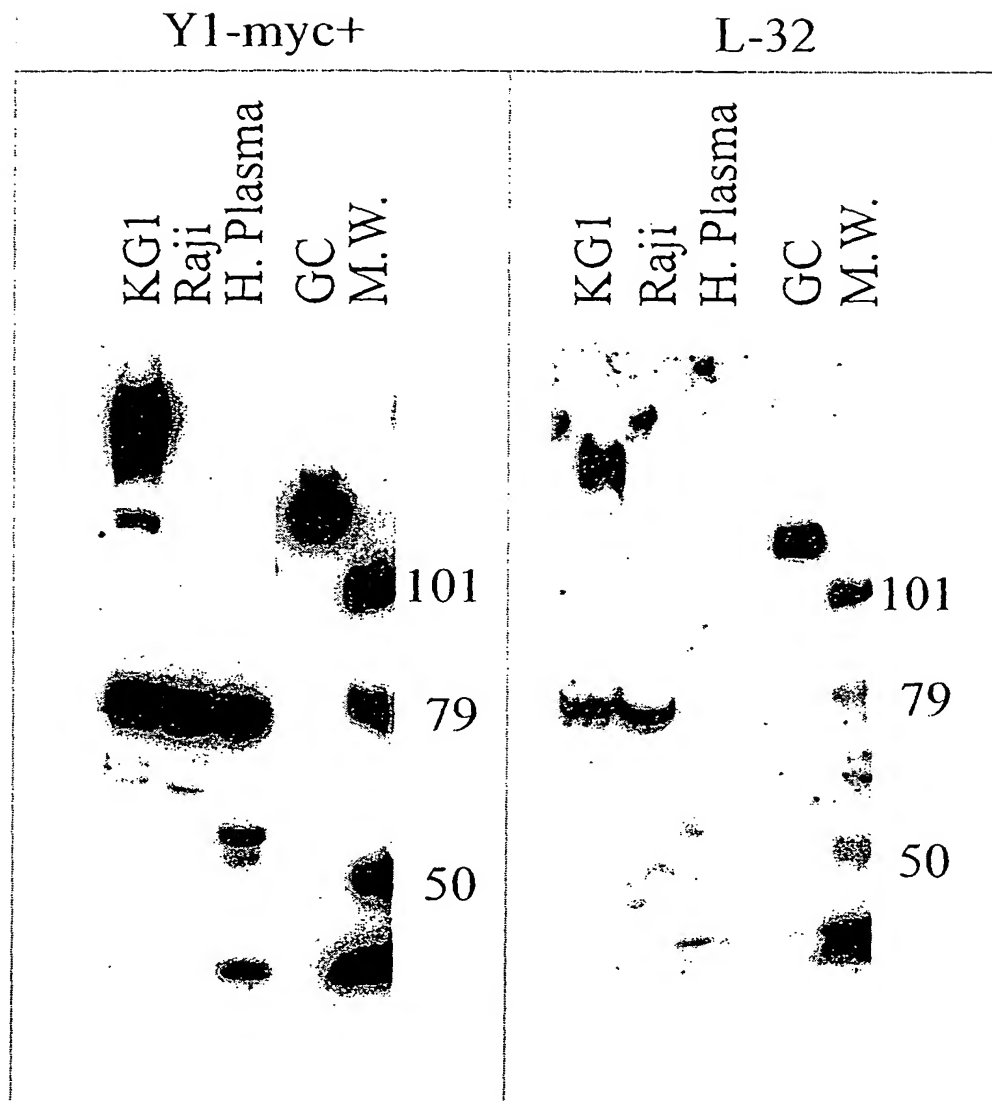 Y1-myc+
KG1
Raji
H. Plasma
GC
M.W.
101
79
50
L-32
KG1
Raji
H. Plasma
GC
M.W.
101
79
50